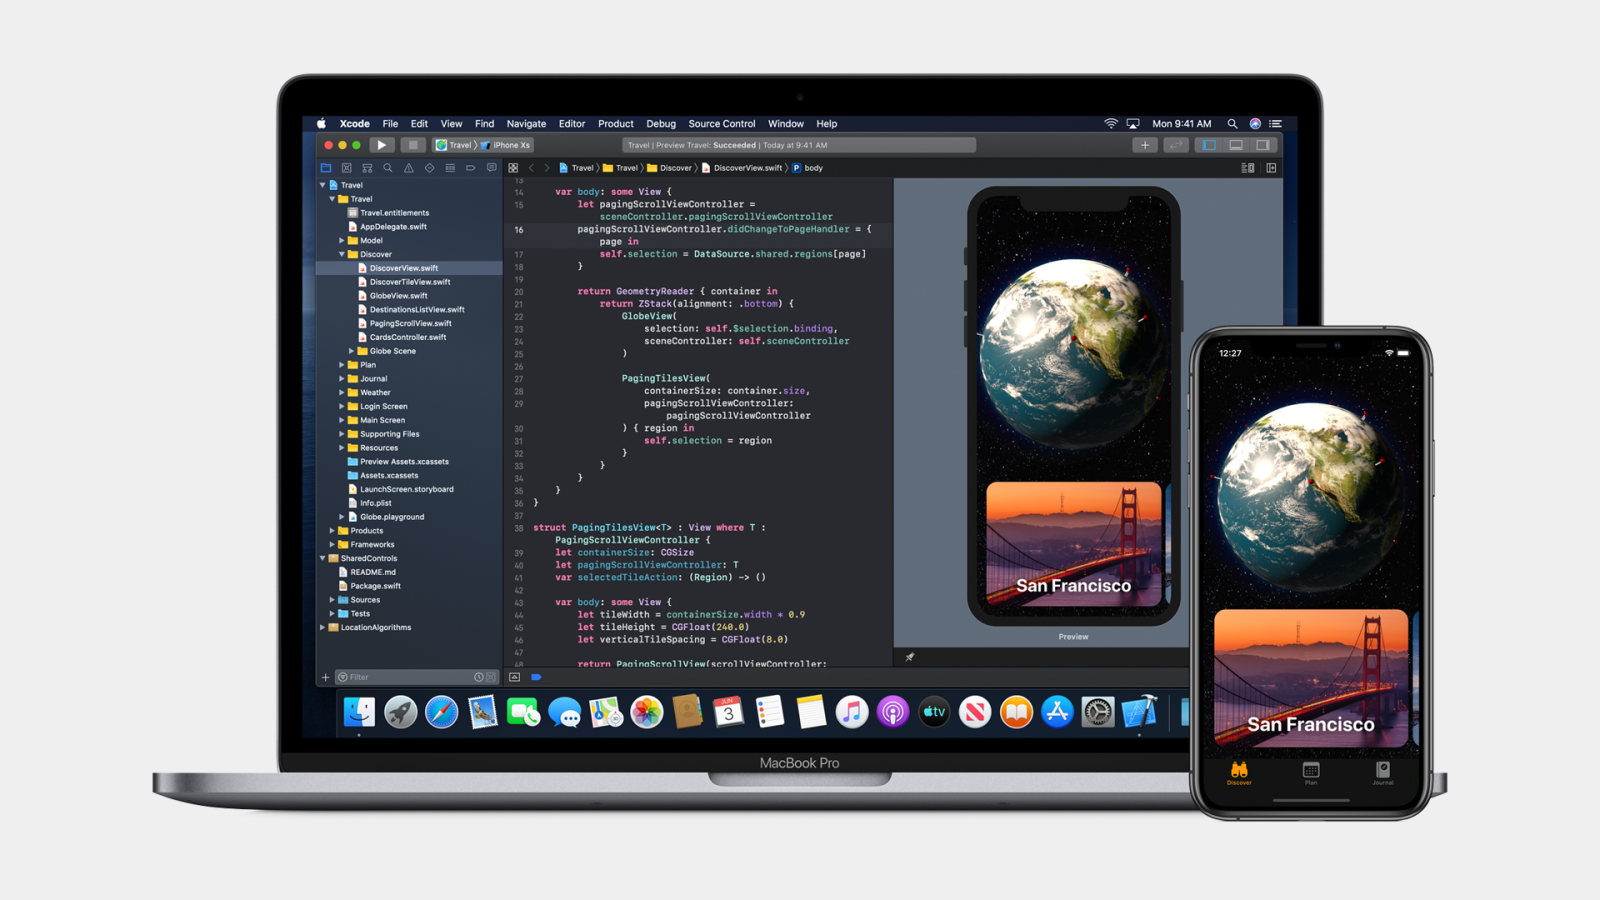 Xcode File Edit View Find Navigate Editor Product Debug Source Control Window Help
Mon 9:41 AM
Travel iPhone Xs
Travel | Preview Travel: Succeeded | Today at 9:41 AM
Travel Travel Discover DiscoverView.swift body
Travel
Travel
Travel.entitlements
AppDelegate.swift
Model
Discover
DiscoverView.swift
DiscoverTileView.swift
GlobeView.swift
DestinationsListView.swift
PagingScrollView.swift
CardsController.swift
Globe Scene
Plan
Journal
Weather
Login Screen
Main Screen
Supporting Files
Resources
Preview Assets.xcassets
Assets.xcassets
LaunchScreen.storyboard
Info.plist
Globe.playground
Products
Frameworks
SharedControls
README.md
Package.swift
Sources
Tests
LocationAlgorithms
Filter
13
14 var body: some View {
15 let pagingScrollViewController =
sceneController.pagingScrollViewController
16 pagingScrollViewController.didChangeToPageHandler = {
page in
17 self.selection = DataSource.shared.regions[page]
18 }
19
20 return GeometryReader { container in
21 return ZStack(alignment: .bottom) {
22 GlobeView(
23 selection: self.$selection.binding,
24 sceneController: self.sceneController
25 )
26
27 PagingTilesView(
28 containerSize: container.size,
29 pagingScrollViewController:
pagingScrollViewController
30 ) { region in
31 self.selection = region
32 }
33 }
34 }
35 }
36 }
37
38 struct PagingTilesView<T> : View where T :
PagingScrollViewController {
39 let containerSize: CGSize
40 let pagingScrollViewController: T
41 var selectedTileAction: (Region) -> ()
42
43 var body: some View {
44 let tileWidth = containerSize.width * 0.9
45 let tileHeight = CGFloat(240.0)
46 let verticalTileSpacing = CGFloat(8.0)
47
48 return PagingScrollView(scrollViewController:
San Francisco
Preview
JUN
3
tv
MacBook Pro
12:27
San Francisco
Discover Plan Journal